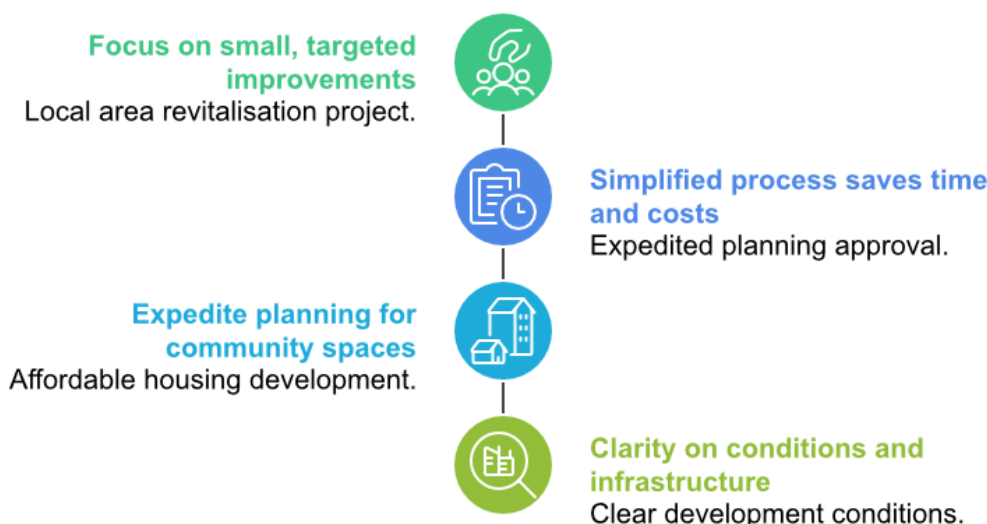 Focus on small, targeted
improvements
Local area revitalisation project.
Simplified process saves time
and costs
Expedited planning approval.
Expedite planning for
community spaces
Affordable housing development.
Clarity on conditions and
infrastructure
Clear development conditions.